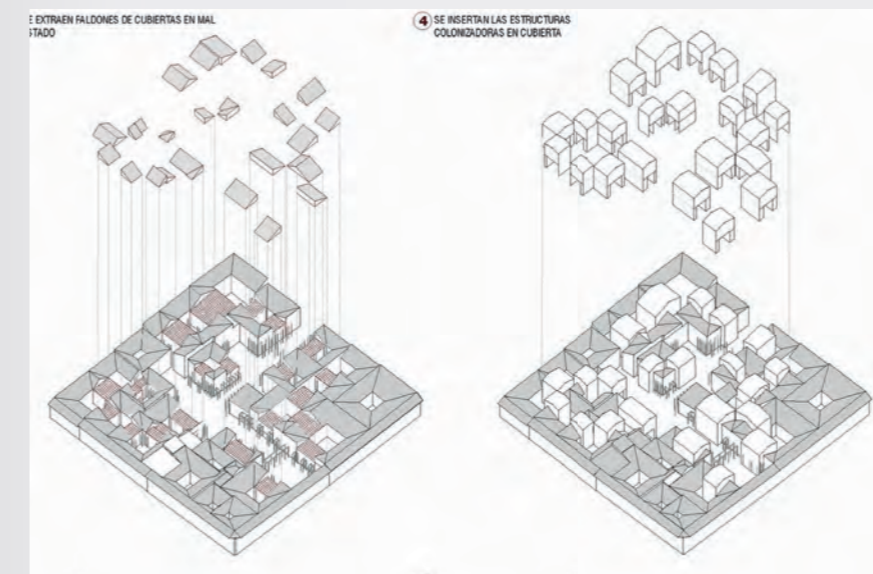 E EXTRAEN FALDONES DE CUBIERTAS EN MAL
STADO
4 SE INSERTAN LAS ESTRUCTURAS
COLONIZADORAS EN CUBIERTA